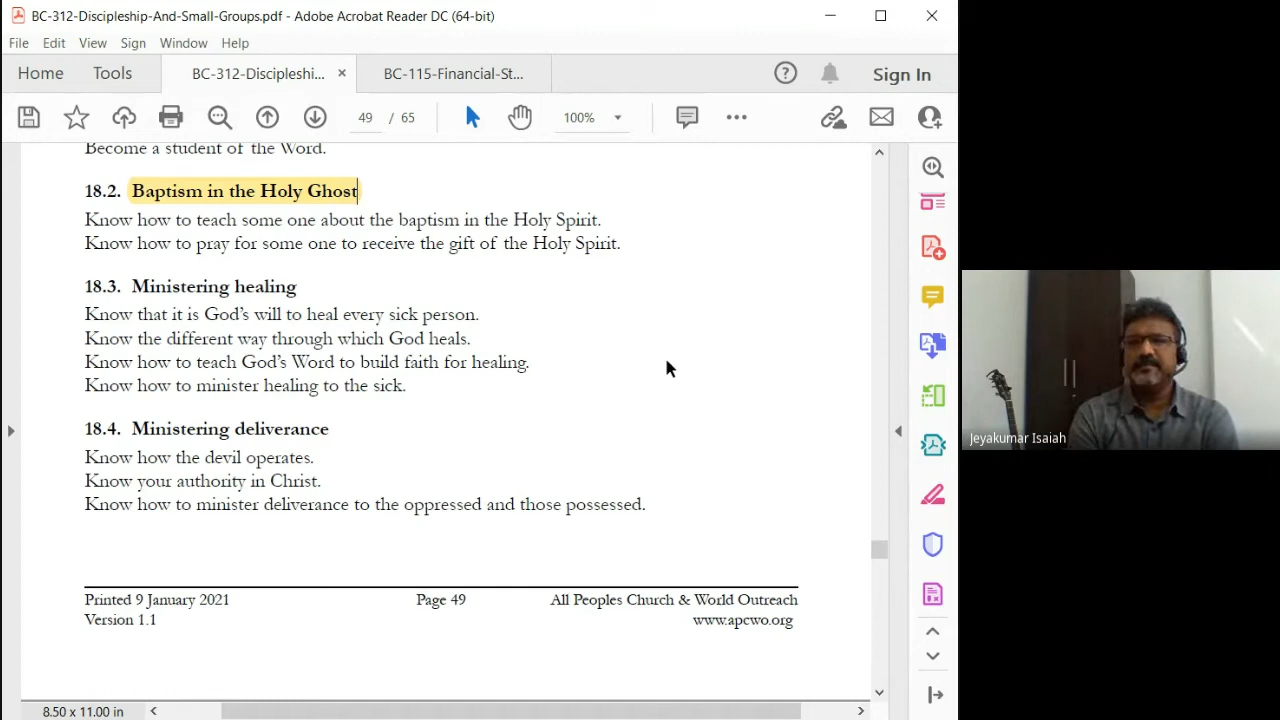 BC-312-Discipleship-And-Small-Groups.pdf - Adobe Acrobat Reader DC (64-bit)
File Edit View Sign Window Help
Home Tools BC-312-Discipleshi... × BC-115-Financial-St... Sign In
49 / 65 100%
Become a student of the Word.
18.2. Baptism in the Holy Ghost
Know how to teach some one about the baptism in the Holy Spirit.
Know how to pray for some one to receive the gift of the Holy Spirit.
18.3. Ministering healing
Know that it is God's will to heal every sick person.
Know the different way through which God heals.
Know how to teach God's Word to build faith for healing.
Know how to minister healing to the sick.
18.4. Ministering deliverance
Know how the devil operates.
Know your authority in Christ.
Know how to minister deliverance to the oppressed and those possessed.
Printed 9 January 2021 Page 49 All Peoples Church & World Outreach
Version 1.1 www.apcwo.org
8.50 x 11.00 in
Jeyakumar Isaiah